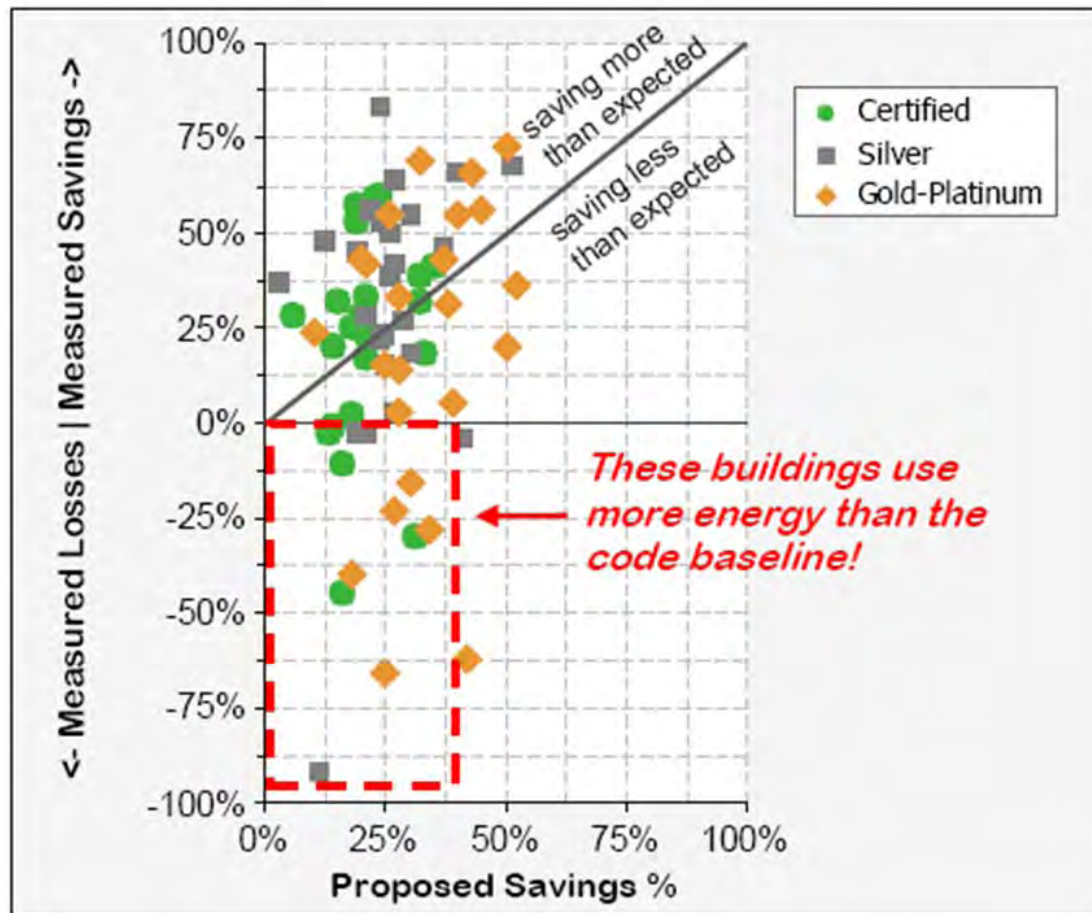 <- Measured Losses | Measured Savings ->
100%
75%
50%
25%
0%
-25%
-50%
-75%
-100%
0%
25%
50%
75%
100%
Proposed Savings %
saving more
than expected
saving less
than expected
Certified
Silver
Gold-Platinum
These buildings use
more energy than the
code baseline!